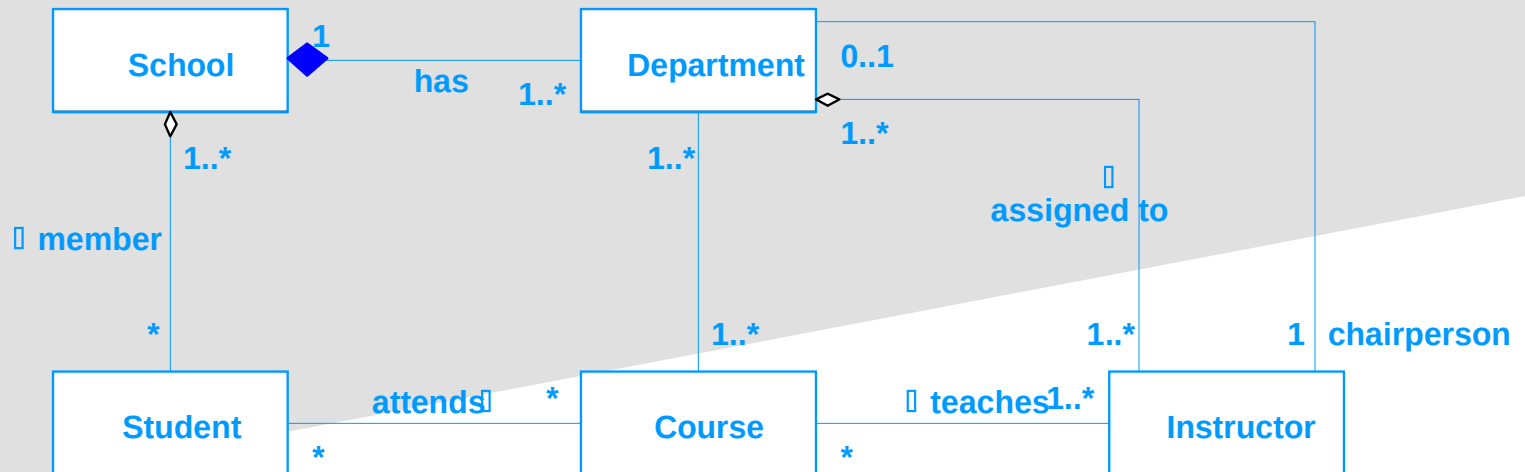 1
School
Department
0..1
has
1..*
1..*
1..*
1..*
assigned to
member
*
1..*
1..*
1
chairperson
attends
*
teaches
1..*
Student
Course
Instructor
*
*